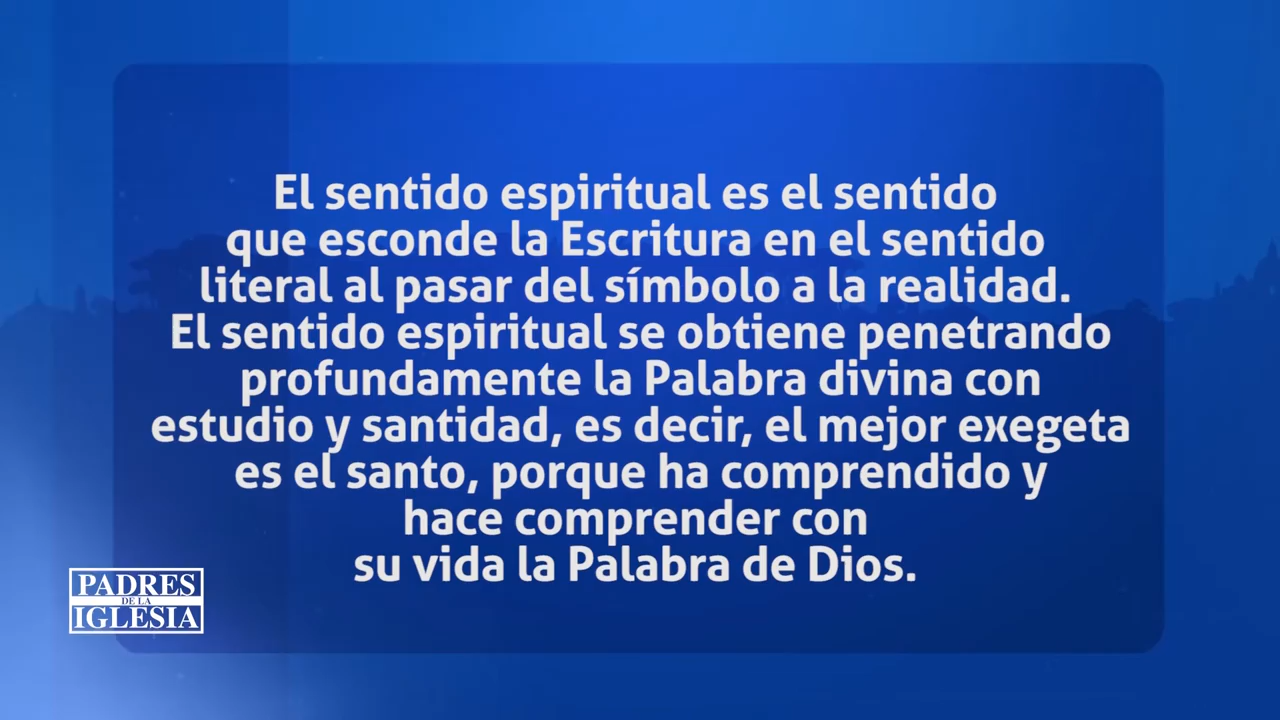 El sentido espiritual es el sentido
que esconde la Escritura en el sentido
literal al pasar del símbolo a la realidad.
El sentido espiritual se obtiene penetrando
profundamente la Palabra divina con
estudio y santidad, es decir, el mejor exegeta
es el santo, porque ha comprendido y
hace comprender con
su vida la Palabra de Dios.
PADRES
DE LA
IGLESIA